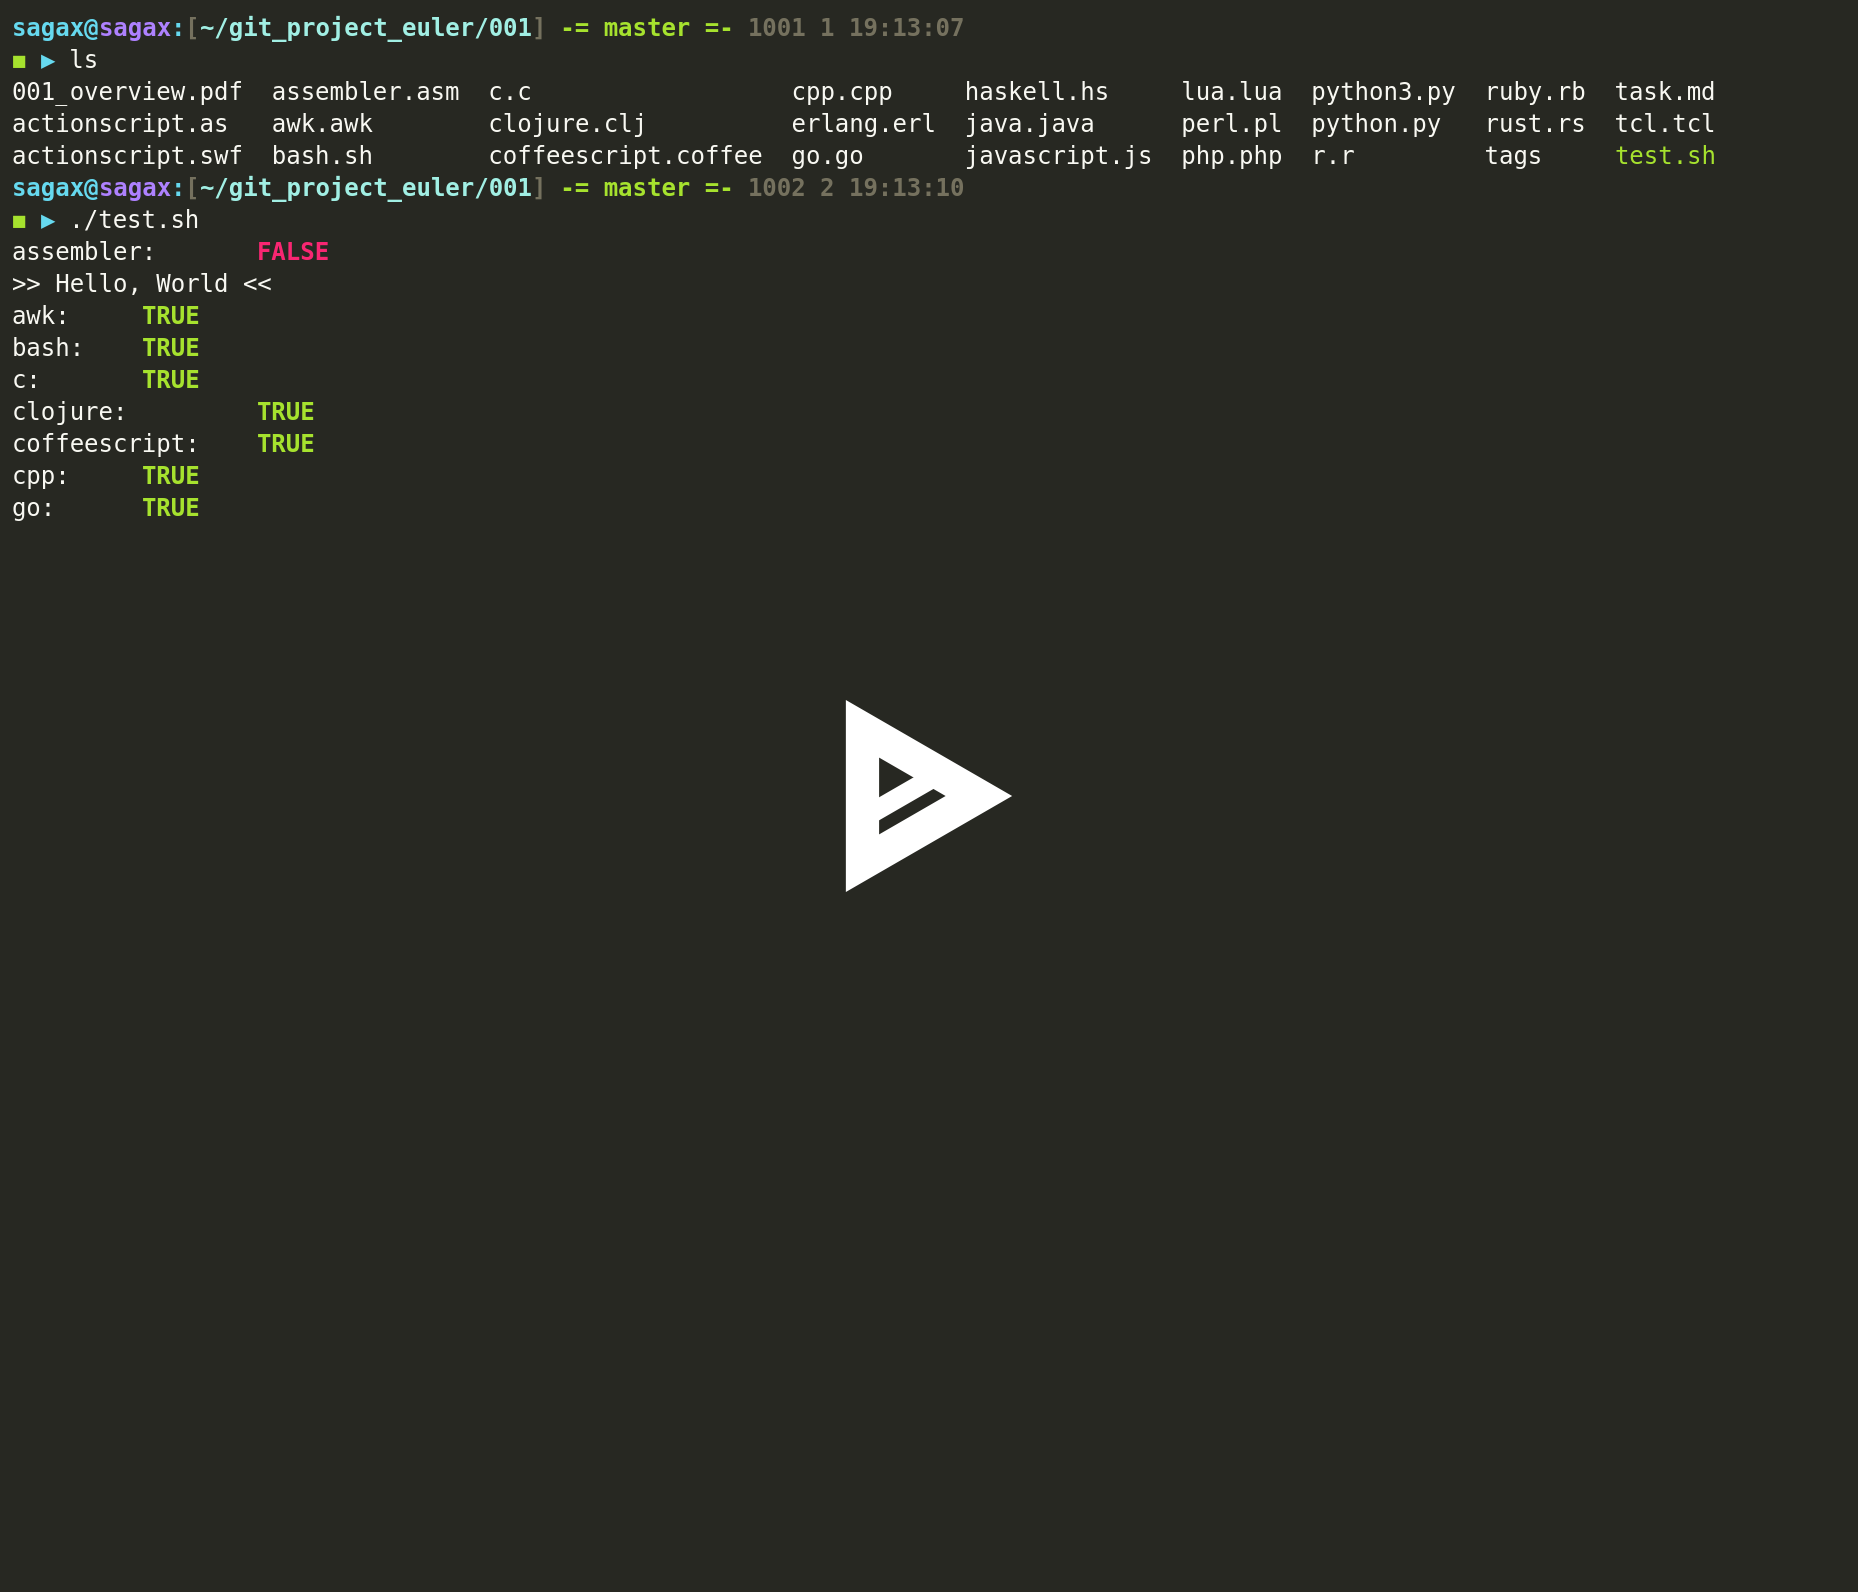 sagax@sagax:[~/git_project_euler/001] -= master =- 1001 1 19:13:07
■ ▶ ls
001_overview.pdf  assembler.asm  c.c                  cpp.cpp     haskell.hs     lua.lua  python3.py  ruby.rb  task.md
actionscript.as   awk.awk        clojure.clj          erlang.erl  java.java      perl.pl  python.py   rust.rs  tcl.tcl
actionscript.swf  bash.sh        coffeescript.coffee  go.go       javascript.js  php.php  r.r         tags     test.sh
sagax@sagax:[~/git_project_euler/001] -= master =- 1002 2 19:13:10
■ ▶ ./test.sh
assembler:       FALSE
>> Hello, World <<
awk:     TRUE
bash:    TRUE
c:       TRUE
clojure:         TRUE
coffeescript:    TRUE
cpp:     TRUE
go:      TRUE